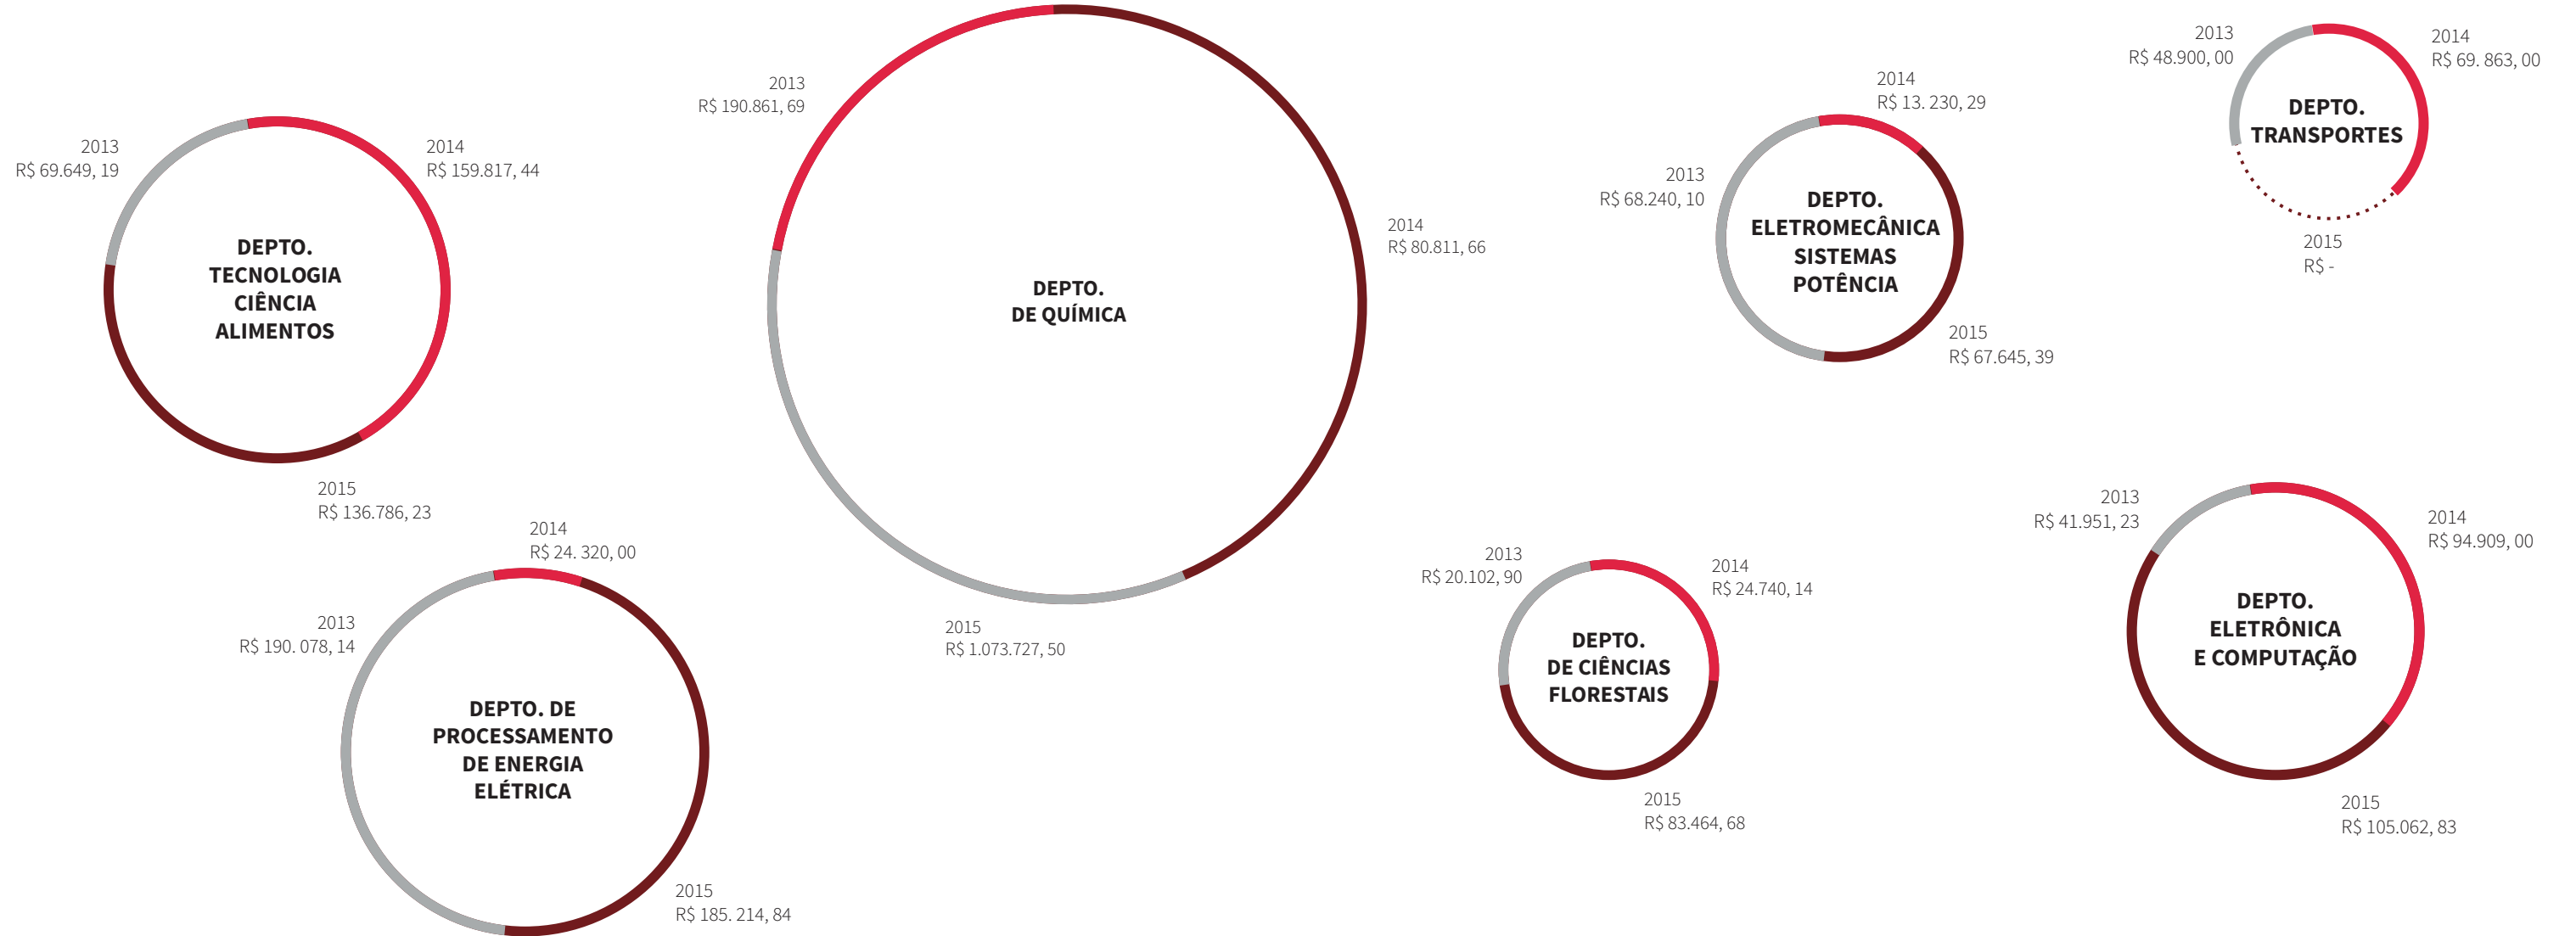 2013
R$ 69.649, 19
2014
R$ 159.817, 44
DEPTO.
TECNOLOGIA
CIÊNCIA
ALIMENTOS
2015
R$ 136.786, 23
2014
R$ 24. 320, 00
2013
R$ 190. 078, 14
DEPTO. DE
PROCESSAMENTO
DE ENERGIA
ELÉTRICA
2015
R$ 185. 214, 84
2013
R$ 190.861, 69
2014
R$ 80.811, 66
DEPTO.
DE QUÍMICA
2015
R$ 1.073.727, 50
2014
R$ 13. 230, 29
2013
R$ 68.240, 10
DEPTO.
ELETROMECÂNICA
SISTEMAS
POTÊNCIA
2015
R$ 67.645, 39
2013
R$ 20.102, 90
2014
R$ 24.740, 14
DEPTO.
DE CIÊNCIAS
FLORESTAIS
2015
R$ 83.464, 68
2013
R$ 48.900, 00
2014
R$ 69. 863, 00
DEPTO.
TRANSPORTES
2015
R$ -
2013
R$ 41.951, 23
2014
R$ 94.909, 00
DEPTO.
ELETRÔNICA
E COMPUTAÇÃO
2015
R$ 105.062, 83